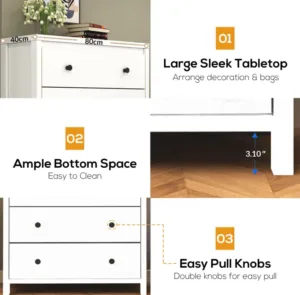 40cm
80cm
01
Large Sleek Tabletop
Arrange decoration & bags
02
Ample Bottom Space
Easy to Clean
3.10"
03
Easy Pull Knobs
Double knobs for easy pull